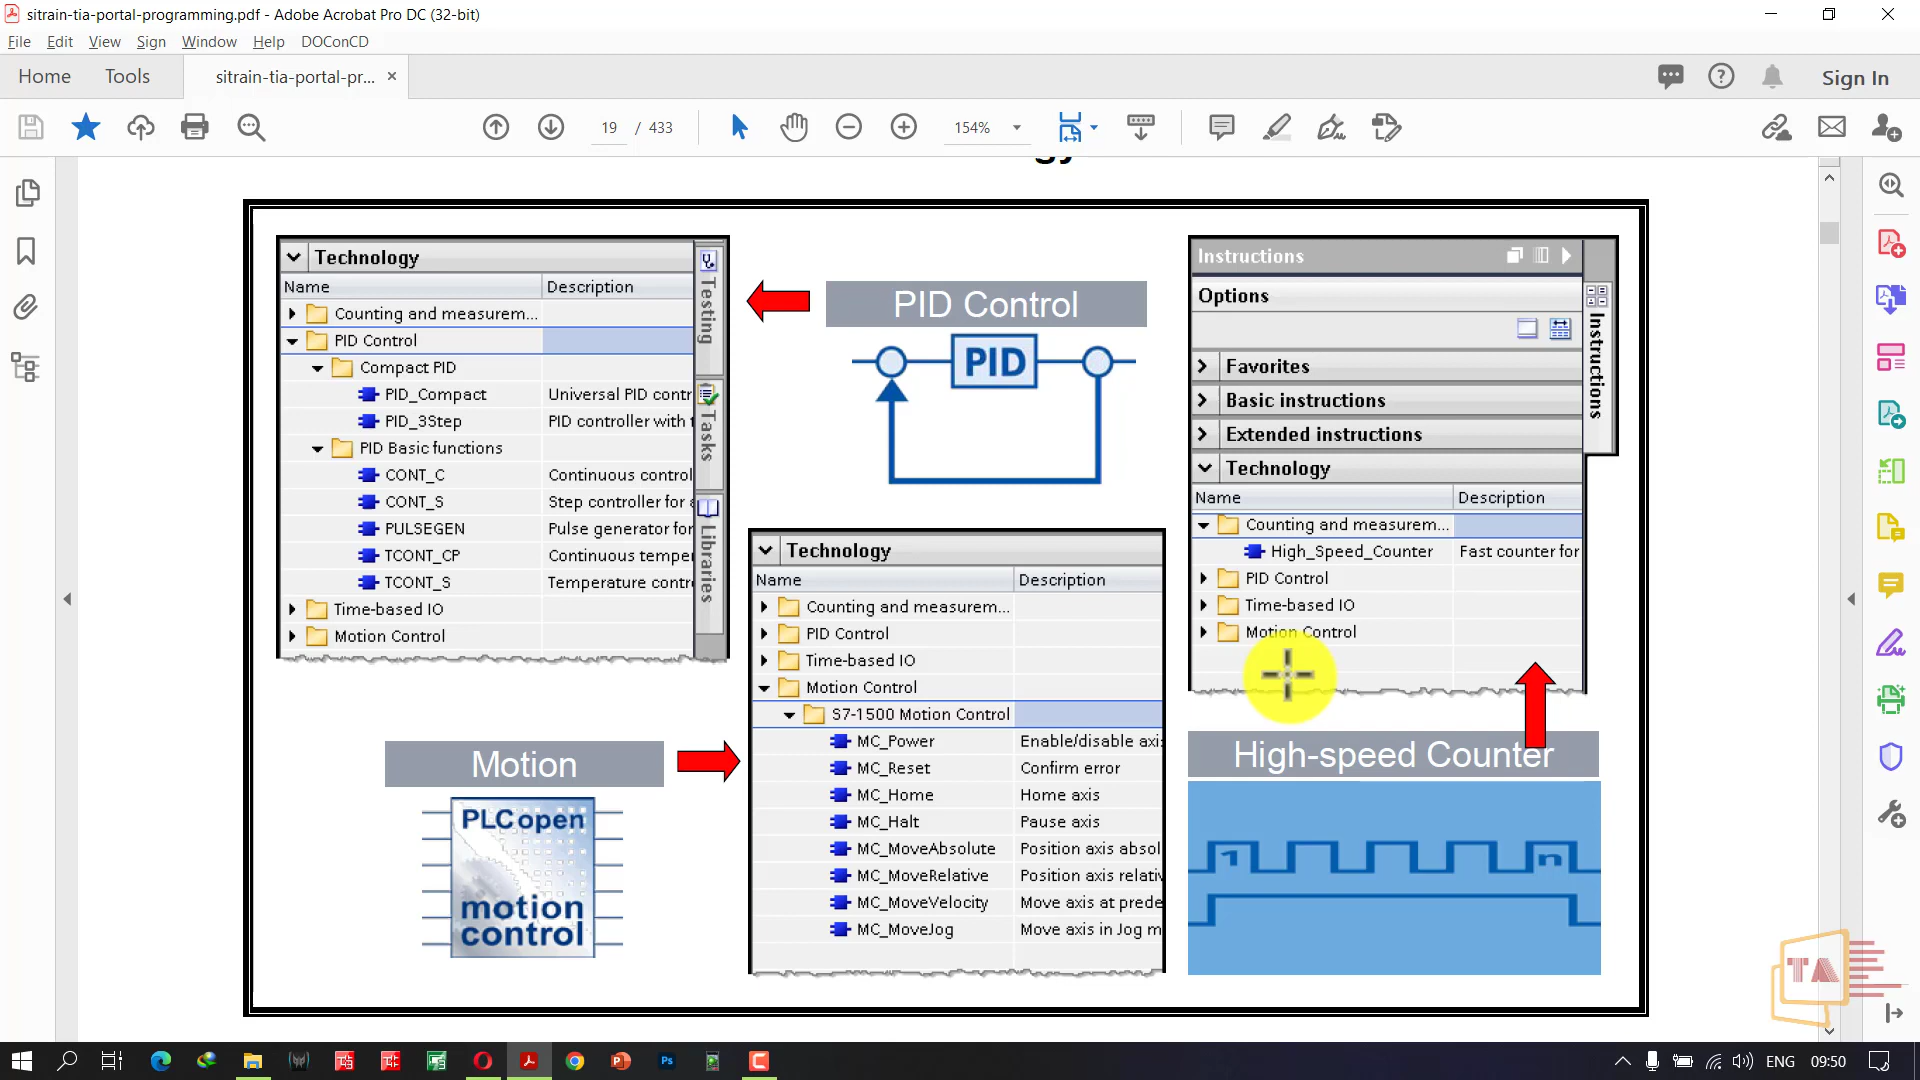 sitrain-tia-portal-programming.pdf - Adobe Acrobat Pro DC (32-bit)
File Edit View Sign Window Help DOConCD
Home Tools sitrain-tia-portal-pr... × Sign In
19 / 433 154%
Technology
Name Description
Counting and measurem...
PID Control
Compact PID
PID_Compact Universal PID contr
PID_3Step PID controller with
PID Basic functions
CONT_C Continuous control
CONT_S Step controller for
PULSEGEN Pulse generator for
TCONT_CP Continuous tempe
TCONT_S Temperature contr
Time-based IO
Motion Control
Testing
Tasks
Libraries
PID Control
PID
Instructions
Options
Favorites
Basic instructions
Extended instructions
Technology
Name Description
Counting and measurem...
High_Speed_Counter Fast counter for
PID Control
Time-based IO
Motion Control
Instructions
Technology
Name Description
Counting and measurem...
PID Control
Time-based IO
Motion Control
S7-1500 Motion Control
MC_Power Enable/disable axi
MC_Reset Confirm error
MC_Home Home axis
MC_Halt Pause axis
MC_MoveAbsolute Position axis absol
MC_MoveRelative Position axis relativ
MC_MoveVelocity Move axis at prede
MC_MoveJog Move axis in Jog m
Motion
PLCopen
motion
control
High-speed Counter
1 n
TA
ENG 09:50